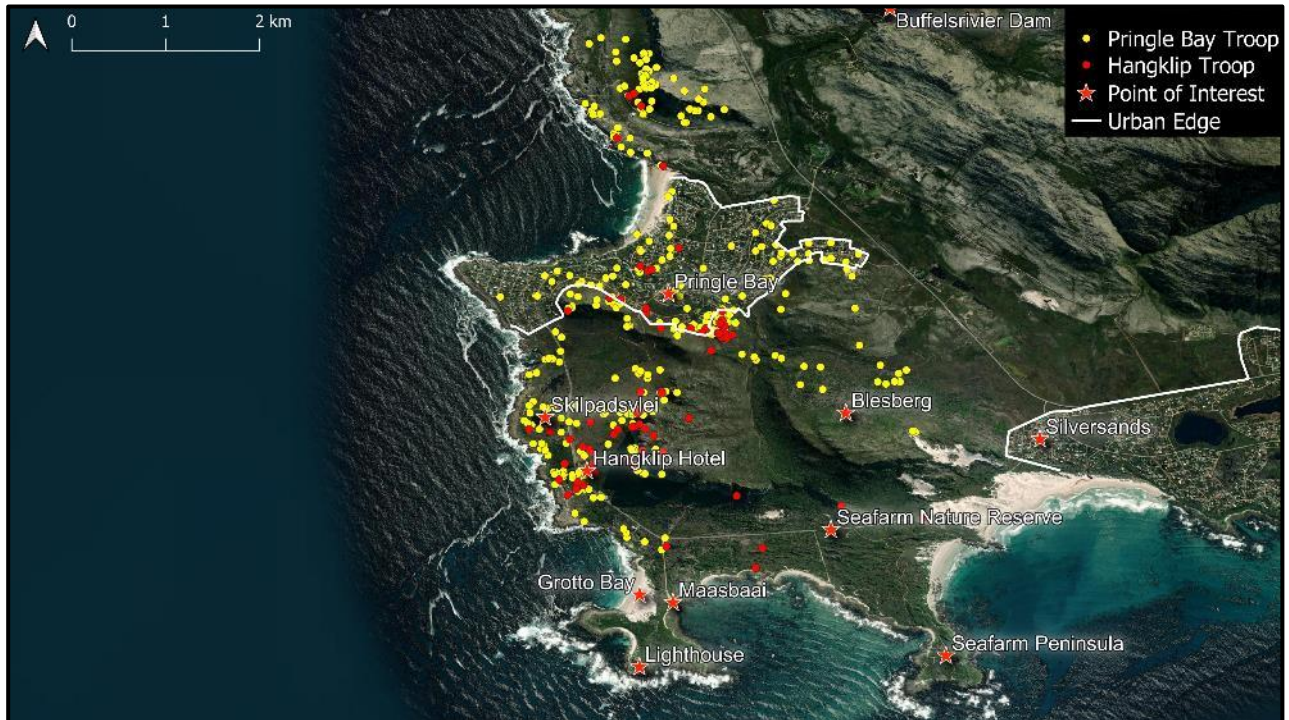 0 1 2 km
Buffelsrivier Dam
Pringle Bay Troop
Hangklip Troop
Point of Interest
Urban Edge
Pringle Bay
Blesberg
Skilpadsvlei
Silversands
Hangklip Hotel
Seafarm Nature Reserve
Grotto Bay
Maasbaai
Seafarm Peninsula
Lighthouse